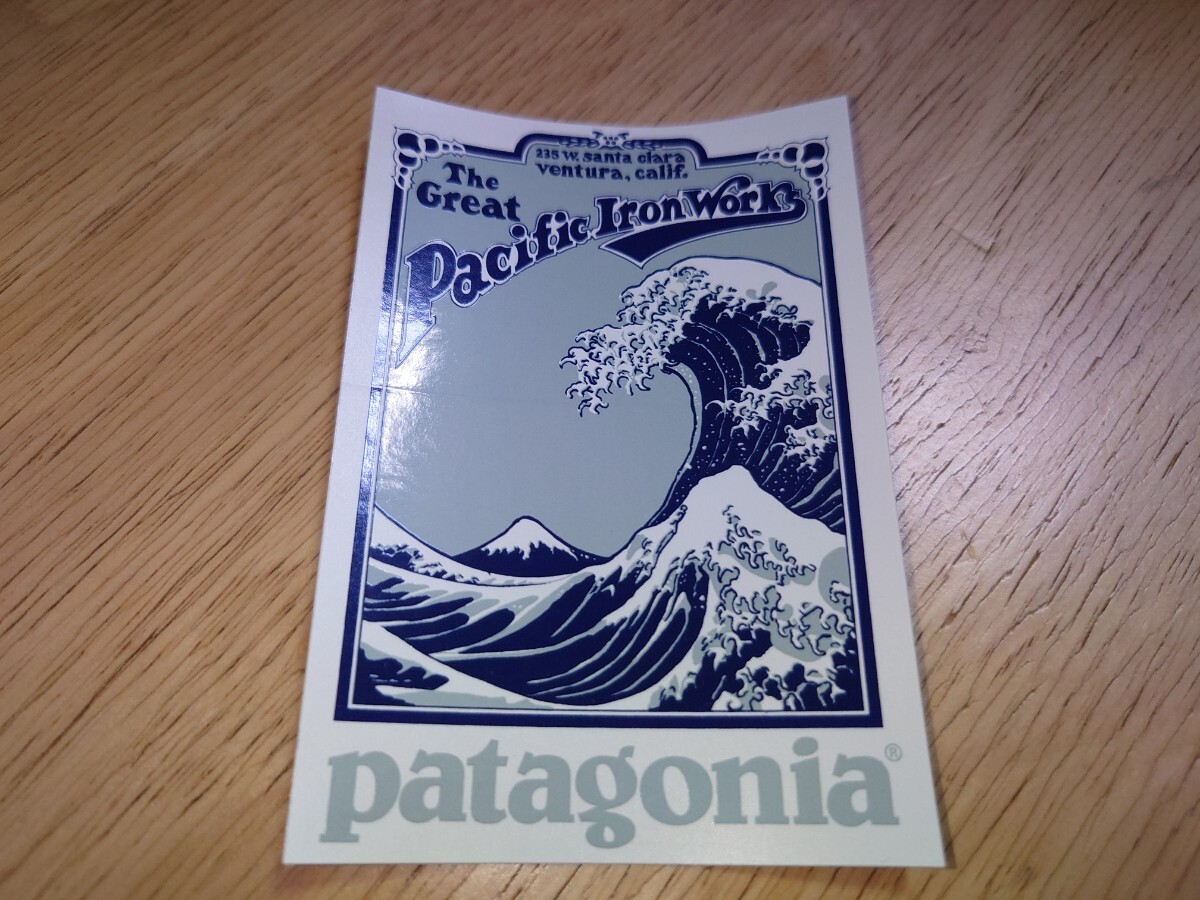 235 W. santa clara
ventura, calif.
The
Great
Pacific Iron Works
patagonia®